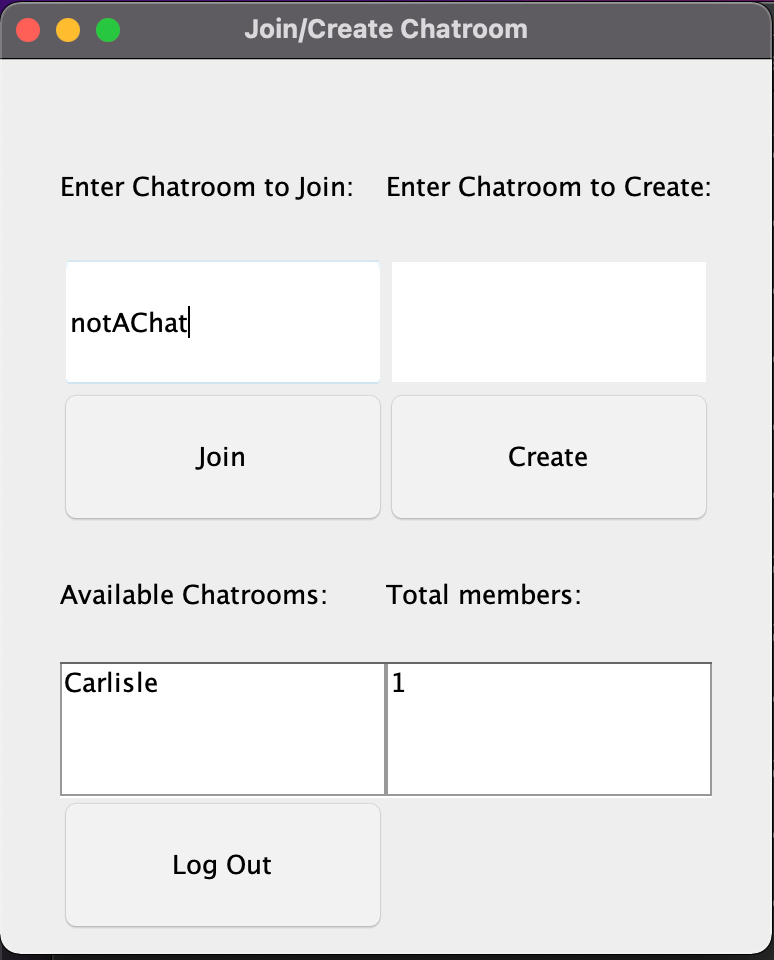 Join/Create Chatroom
Enter Chatroom to Join:
Enter Chatroom to Create:
notAChat
Join
Create
Available Chatrooms:
Total members:
Carlisle
1
Log Out